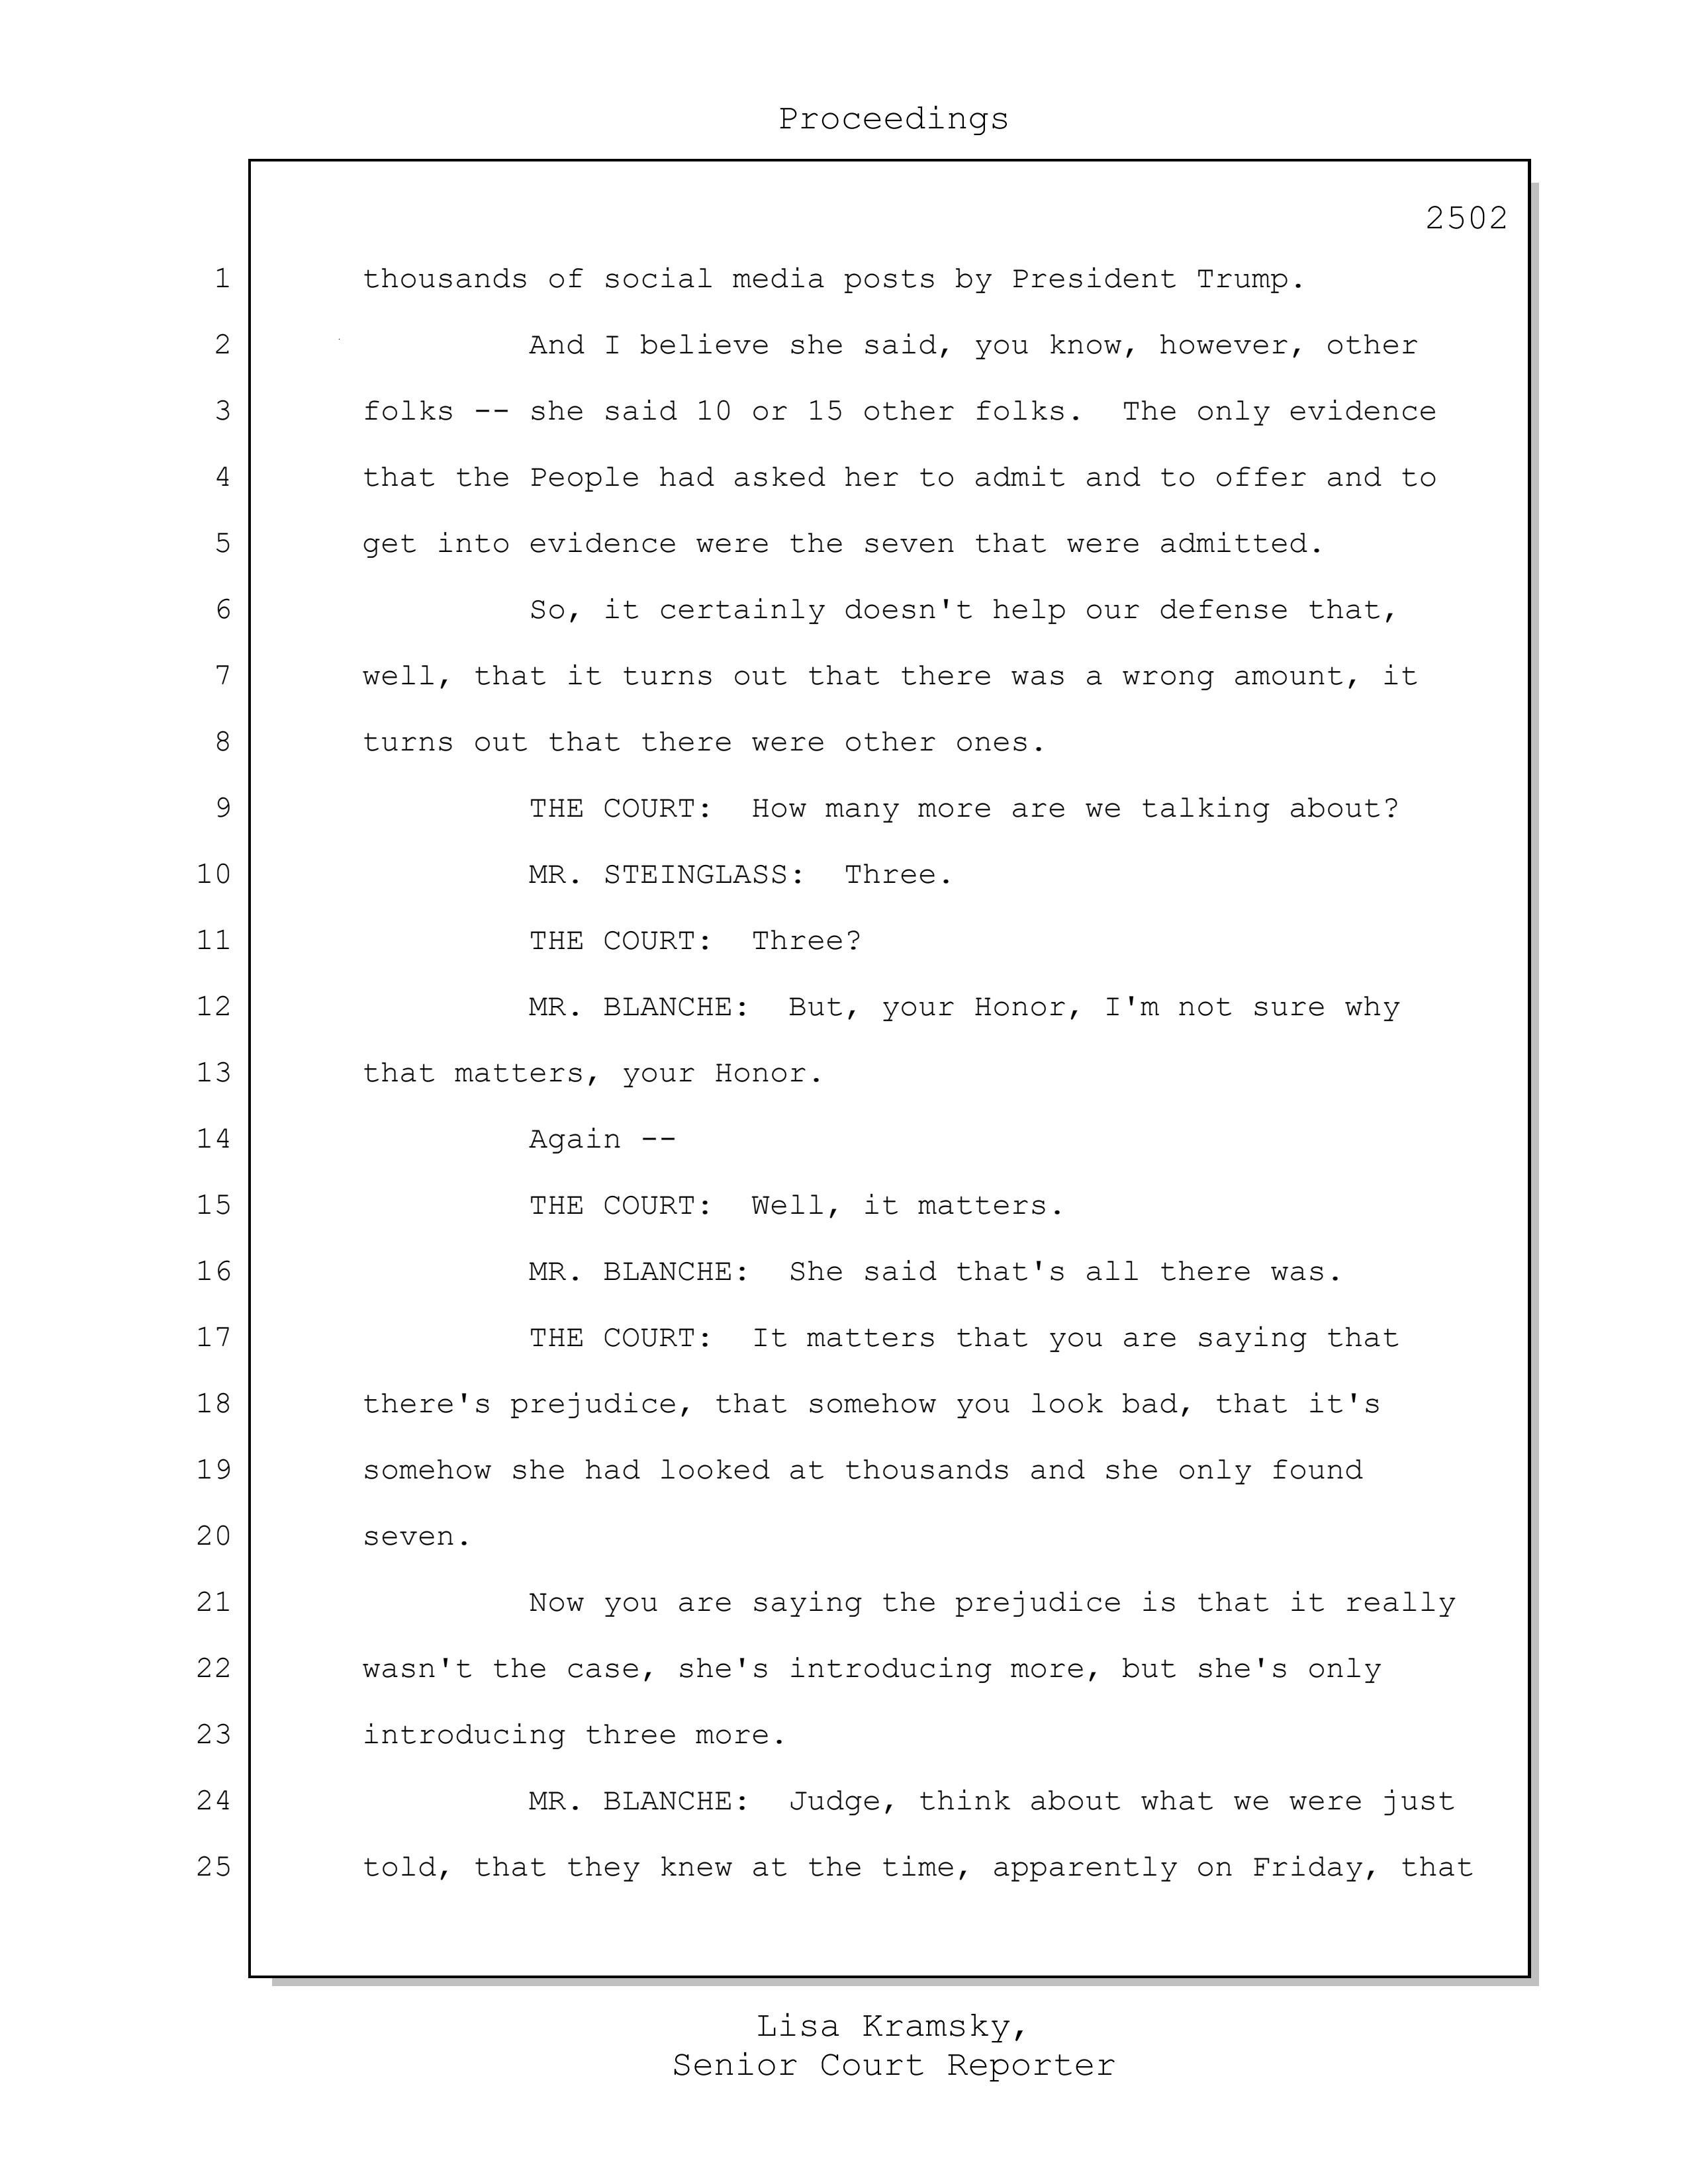 Proceedings
2502
1 thousands of social media posts by President Trump.
2 And I believe she said, you know, however, other
3 folks -- she said 10 or 15 other folks.  The only evidence
4 that the People had asked her to admit and to offer and to
5 get into evidence were the seven that were admitted.
6 So, it certainly doesn't help our defense that,
7 well, that it turns out that there was a wrong amount, it
8 turns out that there were other ones.
9 THE COURT:  How many more are we talking about?
10 MR. STEINGLASS:  Three.
11 THE COURT:  Three?
12 MR. BLANCHE:  But, your Honor, I'm not sure why
13 that matters, your Honor.
14 Again --
15 THE COURT:  Well, it matters.
16 MR. BLANCHE:  She said that's all there was.
17 THE COURT:  It matters that you are saying that
18 there's prejudice, that somehow you look bad, that it's
19 somehow she had looked at thousands and she only found
20 seven.
21 Now you are saying the prejudice is that it really
22 wasn't the case, she's introducing more, but she's only
23 introducing three more.
24 MR. BLANCHE:  Judge, think about what we were just
25 told, that they knew at the time, apparently on Friday, that
Lisa Kramsky,
Senior Court Reporter